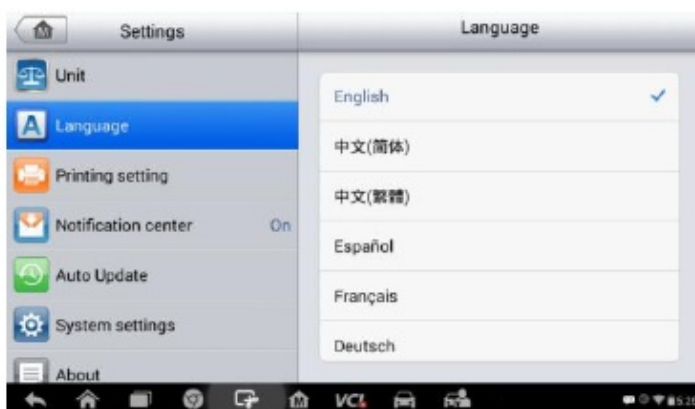 Settings
Language
Unit
Language
Printing setting
Notification center On
Auto Update
System settings
About
English
中文(简体)
中文(繁體)
Español
Français
Deutsch
VCI